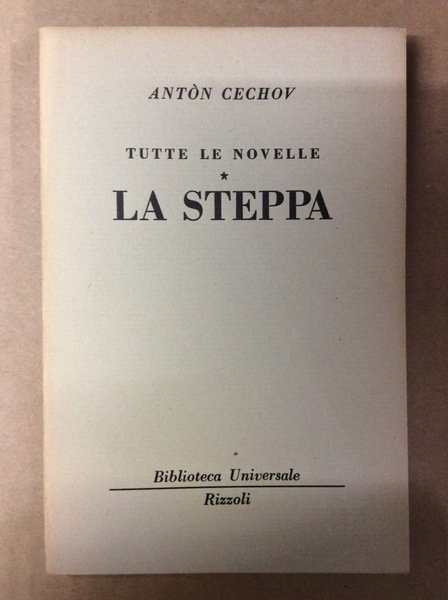 ANTÒN CECHOV
TUTTE LE NOVELLE
★
LA STEPPA
Biblioteca Universale
Rizzoli